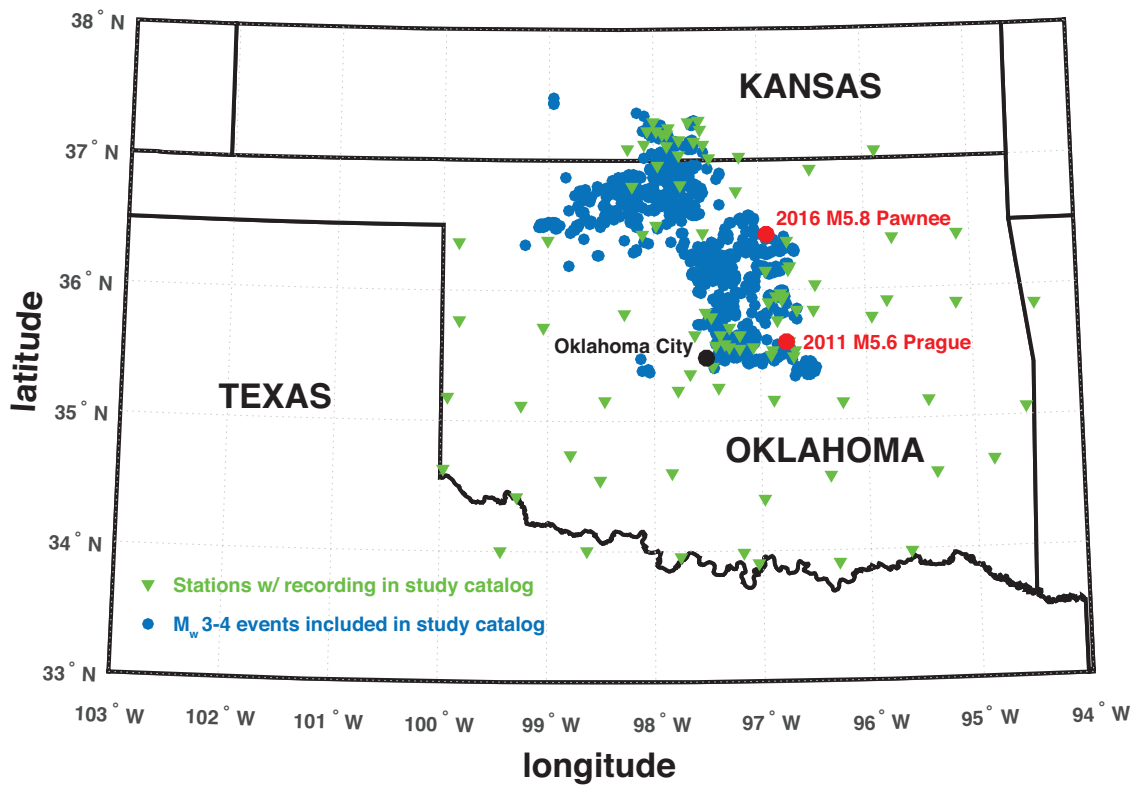 38° N
KANSAS
37° N
2016 M5.8 Pawnee
36° N
Oklahoma City
2011 M5.6 Prague
TEXAS
35° N
OKLAHOMA
34° N
Stations w/ recording in study catalog
Mw 3-4 events included in study catalog
33° N
103° W 102° W 101° W 100° W 99° W 98° W 97° W 96° W 95° W 94° W
longitude
latitude